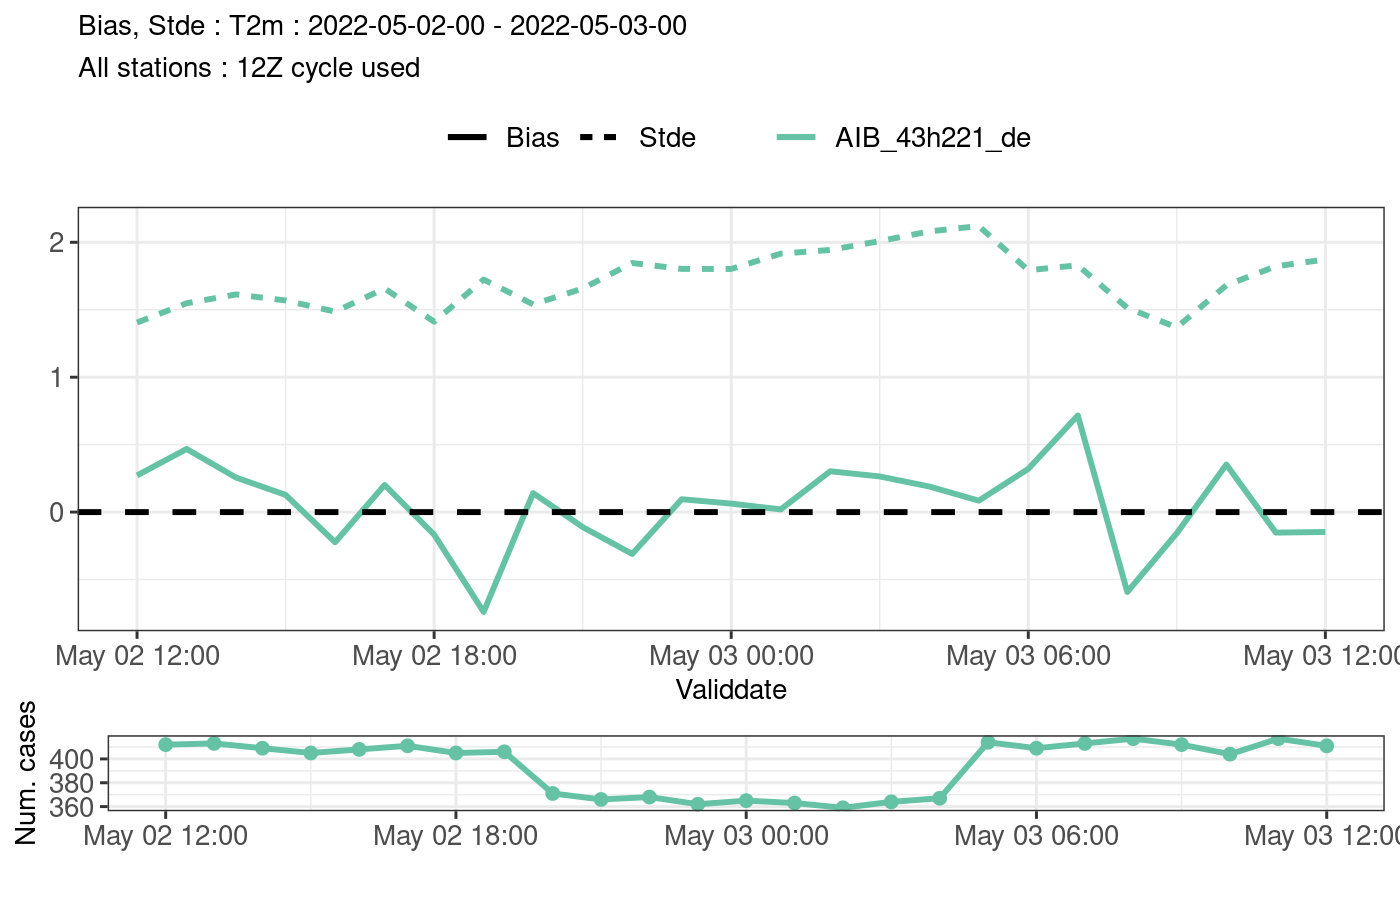 Bias, Stde : T2m : 2022-05-02-00 - 2022-05-03-00
All stations : 12Z cycle used
Bias Stde AIB_43h221_de
2
1
0
May 02 12:00 May 02 18:00 May 03 00:00 May 03 06:00 May 03 12:00
Validdate
Num. cases
400
380
360
May 02 12:00 May 02 18:00 May 03 00:00 May 03 06:00 May 03 12:00